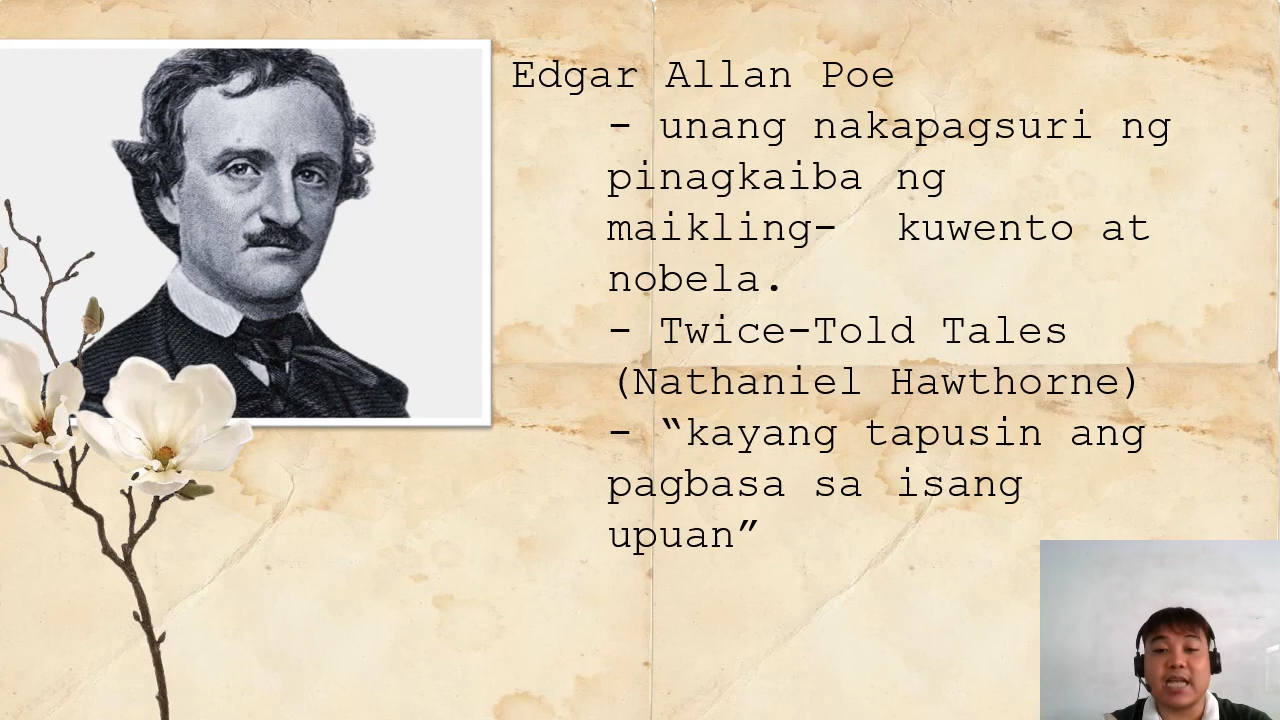 Edgar Allan Poe
- unang nakapagsuri ng
pinagkaiba ng
maikling- kuwento at
nobela.
- Twice-Told Tales
(Nathaniel Hawthorne)
- “kayang tapusin ang
pagbasa sa isang
upuan”